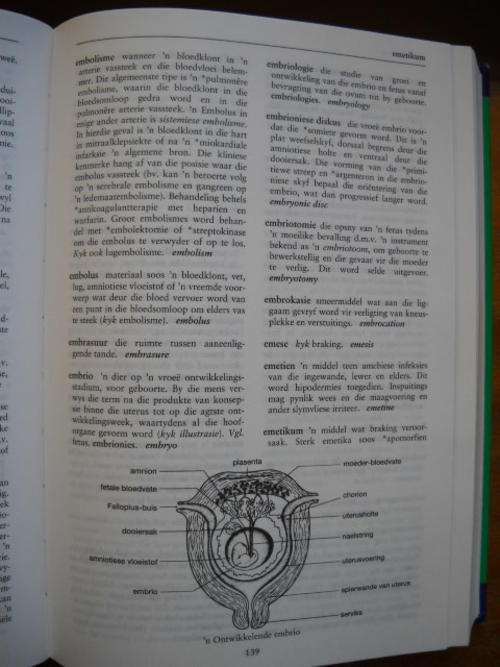 emetikum
embolisme wanneer 'n bloedklont in 'n
arterie vassteek en die bloedvloei belem-
mer. Die algemeenste tipe is 'n *pulmonêre
embolisme, waarin die bloedklont in die
bloedsomloop gedra word en in die
pulmonêre arterie vassteek. 'n Embolus in
enige ander arterie is sistemiese embolisme.
In hierdie geval is 'n bloedklont in die hart
in mitraalklepsiekte of na 'n *miokardiale
infarksie 'n algemene bron. Die kliniese
kenmerke hang af van die posisie waar die
embolus vassteek (bv. kan 'n beroerte volg
op 'n serebrale embolisme en gangreen op
'n ledemaatembolisme). Behandeling behels
*antikoagulantterapie met heparien en
warfarin. Groot embolismes word behan-
del met *embolektomie of *streptokinase
om die embolus te verwyder of op te los.
Kyk ook lugembolisme. embolism
embolus materiaal soos 'n bloedklont, vet,
lug, amniotiese vloeistof of 'n vreemde voor-
werp wat deur die bloed vervoer word van
een punt in die bloedsomloop om elders vas
te steek (kyk embolisme). embolus
embrasuur die ruimte tussen aaneenlig-
gende tande. embrasure
embrio 'n dier op 'n vroeë ontwikkelings-
stadium, voor geboorte. By die mens ver-
wys die term na die produkte van konsep-
sie binne die uterus tot op die agtste ont-
wikkelingsweek, waartydens al die hoof-
organe gevorm word (kyk illustrasie). Vgl.
fetus. embrionies. embryo
embriologie die studie van groei en
ontwikkeling van die embrio en fetus vanaf
bevrugting van die ovum tot by geboorte.
embriologies. embryology
embrioniese diskus die vroeë embrio voor-
dat die *somiete gevorm word. Dit is 'n
plat weefselskyf, dorsaal begrens deur die
amniotiese holte en ventraal deur die
dooiersak. Die vorming van die *primi-
tiewe streep en *argenteron in die embrio-
niese skyf bepaal die oriëntering van die
embrio, wat dan progressief langer word.
embryonic disc
embriotomie die opsny van 'n fetus tydens
'n moeilike bevalling d.m.v. 'n instrument
bekend as 'n embriotoom, om geboorte te
bewerkstellig en die gevaar vir die moeder
te verlig. Dit word selde uitgevoer.
embryotomy
embrokasie smeermiddel wat aan die lig-
gaam gevryf word vir verligting van kneus-
plekke en verstuitings. embrocation
emese kyk braking. emesis
emetien 'n middel teen amebiese infeksies
van die ingewande, lewer en elders. Dit
word hipodermies toegedien. Inspuitings
mag pynlik wees en die maagvoering en
ander slymvliese irriteer. emetine
emetikum 'n middel wat braking veroor-
saak. Sterk emetika soos *apomorfien
plasenta
amnion
fetale bloedvate
Fallopius-buis
dooiersak
amniotiese vloeistof
embrio
moeder-bloedvate
chorion
uterusholte
naelstring
uterusvoering
spierwande van uterus
serviks
'n Ontwikkelende embrio
139